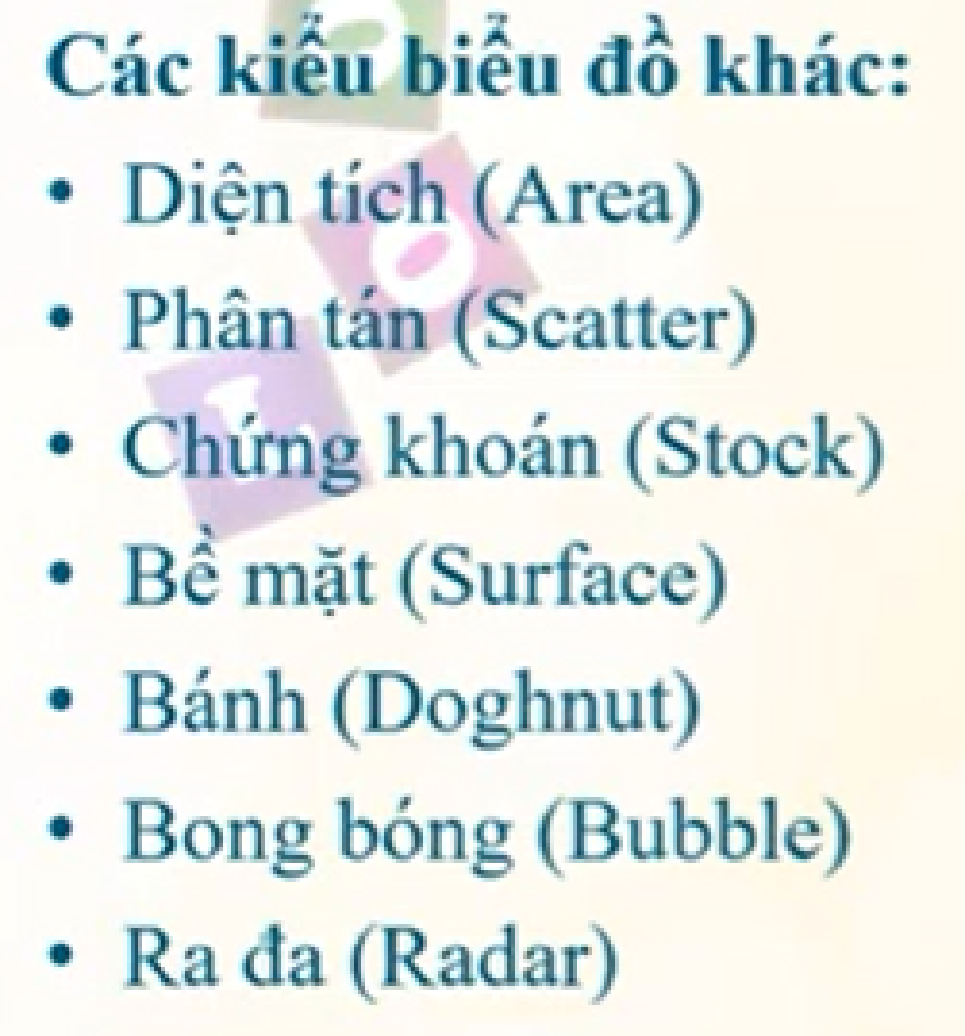 Các kiểu biểu đồ khác:
• Diện tích (Area)
• Phân tán (Scatter)
• Chứng khoán (Stock)
• Bề mặt (Surface)
• Bánh (Doghnut)
• Bong bóng (Bubble)
• Ra đa (Radar)